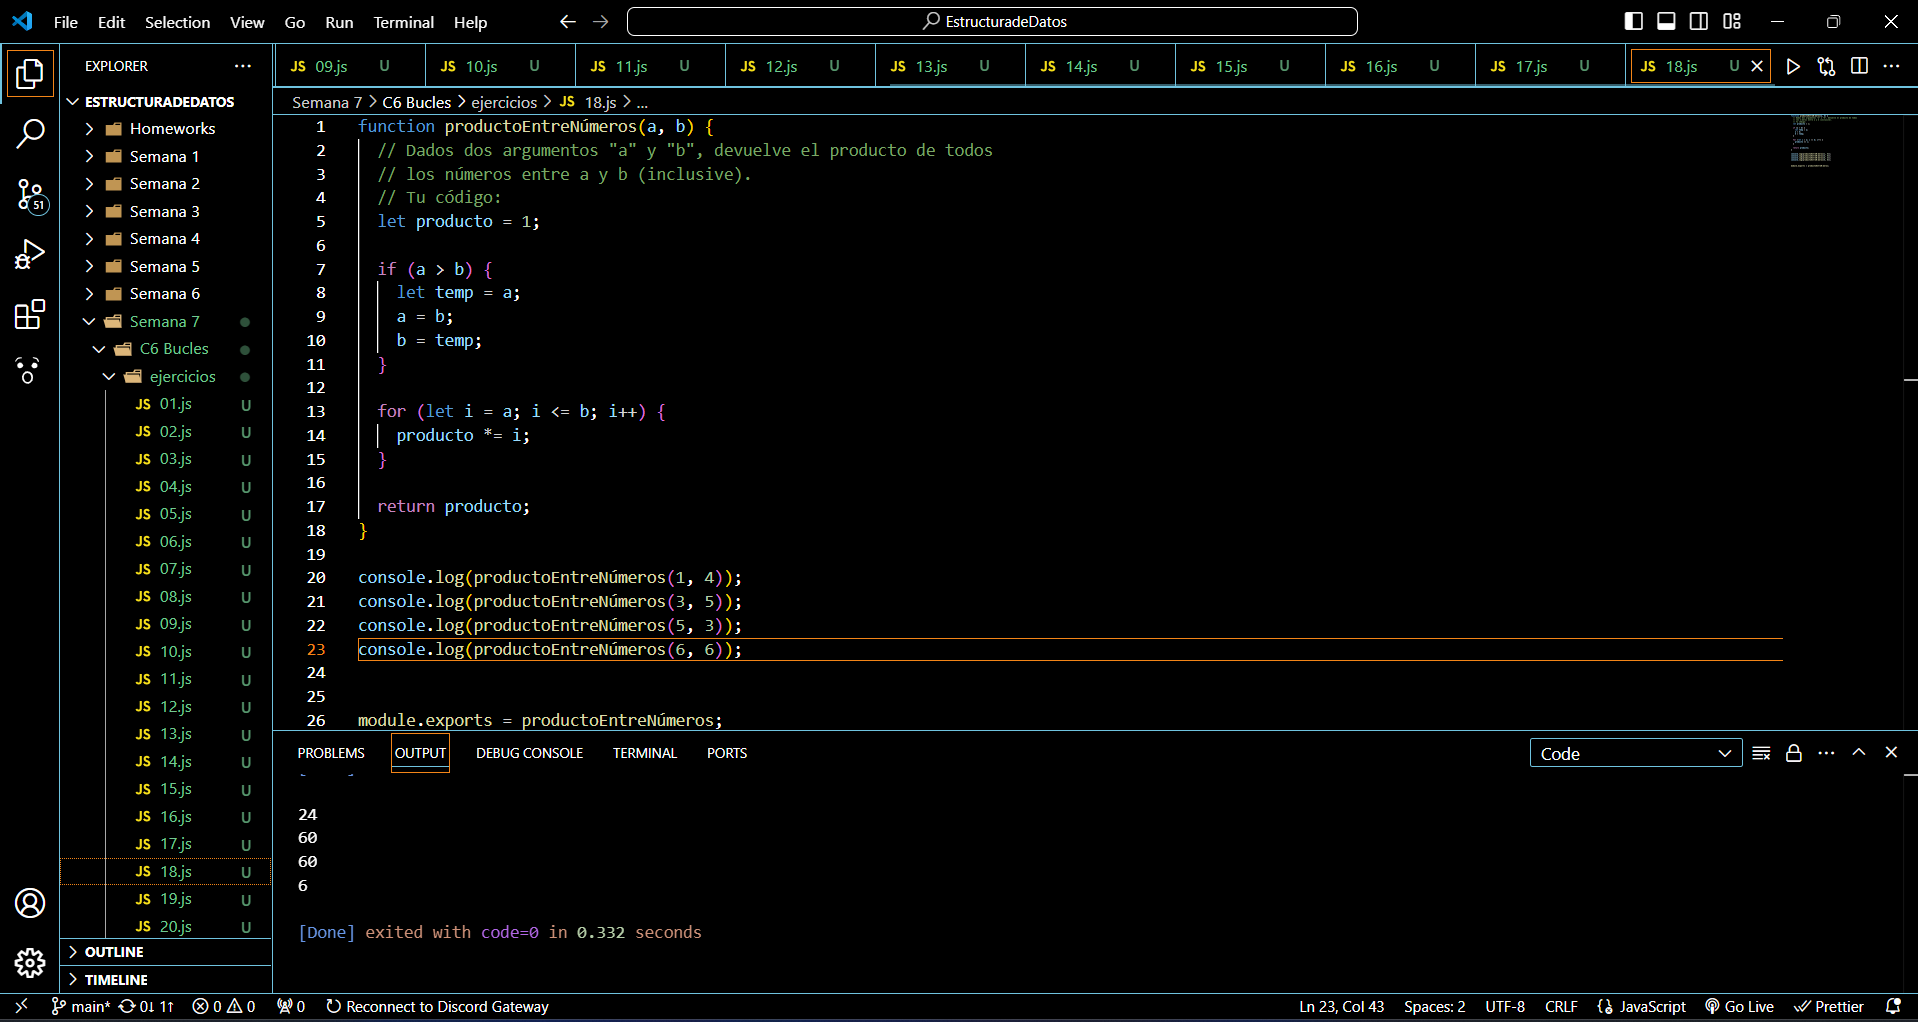 File Edit Selection View Go Run Terminal Help
EstructuradeDatos
EXPLORER
ESTRUCTURADEDATOS
Homeworks
Semana 1
Semana 2
Semana 3
Semana 4
Semana 5
Semana 6
Semana 7
C6 Bucles
ejercicios
JS 01.js U
JS 02.js U
JS 03.js U
JS 04.js U
JS 05.js U
JS 06.js U
JS 07.js U
JS 08.js U
JS 09.js U
JS 10.js U
JS 11.js U
JS 12.js U
JS 13.js U
JS 14.js U
JS 15.js U
JS 16.js U
JS 17.js U
JS 18.js U
JS 19.js U
JS 20.js U
OUTLINE
TIMELINE
51
JS 09.js U JS 10.js U JS 11.js U JS 12.js U JS 13.js U JS 14.js U JS 15.js U JS 16.js U JS 17.js U JS 18.js U
Semana 7 > C6 Bucles > ejercicios > JS 18.js > ...
1 function productoEntreNúmeros(a, b) {
2 // Dados dos argumentos "a" y "b", devuelve el producto de todos
3 // los números entre a y b (inclusive).
4 // Tu código:
5 let producto = 1;
6
7 if (a > b) {
8 let temp = a;
9 a = b;
10 b = temp;
11 }
12
13 for (let i = a; i <= b; i++) {
14 producto *= i;
15 }
16
17 return producto;
18 }
19
20 console.log(productoEntreNúmeros(1, 4));
21 console.log(productoEntreNúmeros(3, 5));
22 console.log(productoEntreNúmeros(5, 3));
23 console.log(productoEntreNúmeros(6, 6));
24
25
26 module.exports = productoEntreNúmeros;
PROBLEMS OUTPUT DEBUG CONSOLE TERMINAL PORTS
Code
24
60
60
6
[Done] exited with code=0 in 0.332 seconds
main* 0↓ 1↑ 0 0 0 Reconnect to Discord Gateway
Ln 23, Col 43 Spaces: 2 UTF-8 CRLF {} JavaScript Go Live Prettier